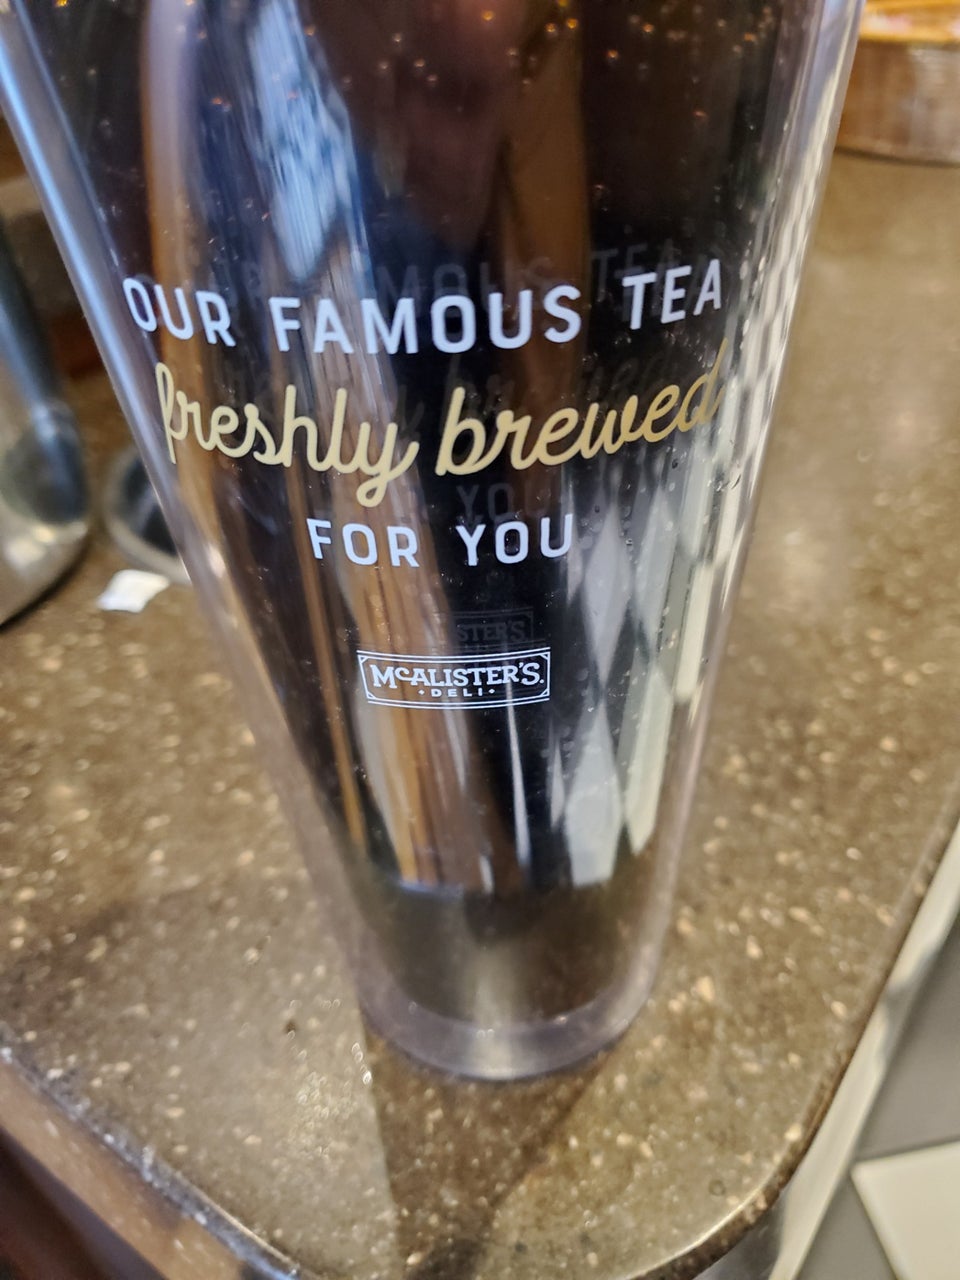 OUR FAMOUS TEA
freshly brewed
FOR YOU
McALISTER'S.
•DELI•